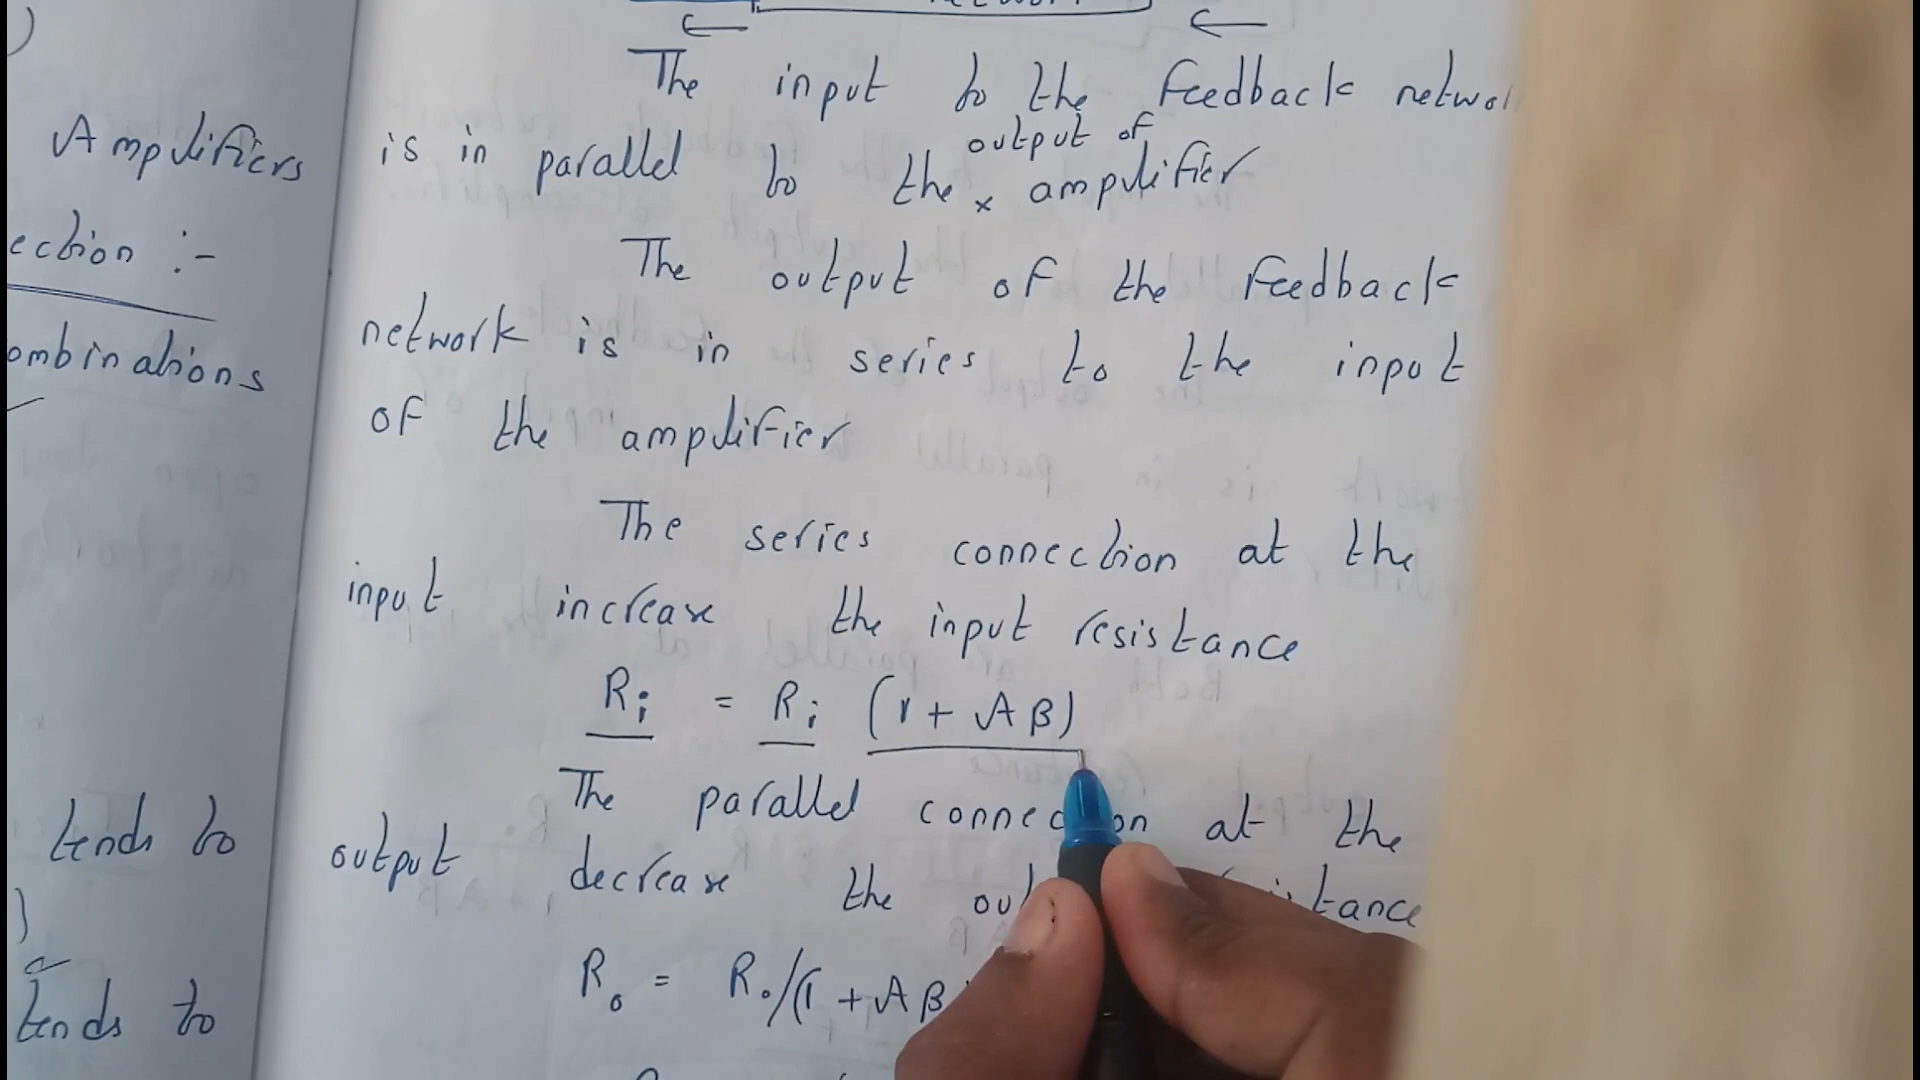 Amplifiers
ection :-
ombinations
tends to
tends to
The input to the feedback
is in parallel to the x amplifier
output of
The output of the feedback
network is in series to the input
of the amplifier
The series connection at the
input increase the input resistance
Ri = Ri (1 + Aβ)
The parallel at the
output decrease the
Ro = Ro/(1 + Aβ